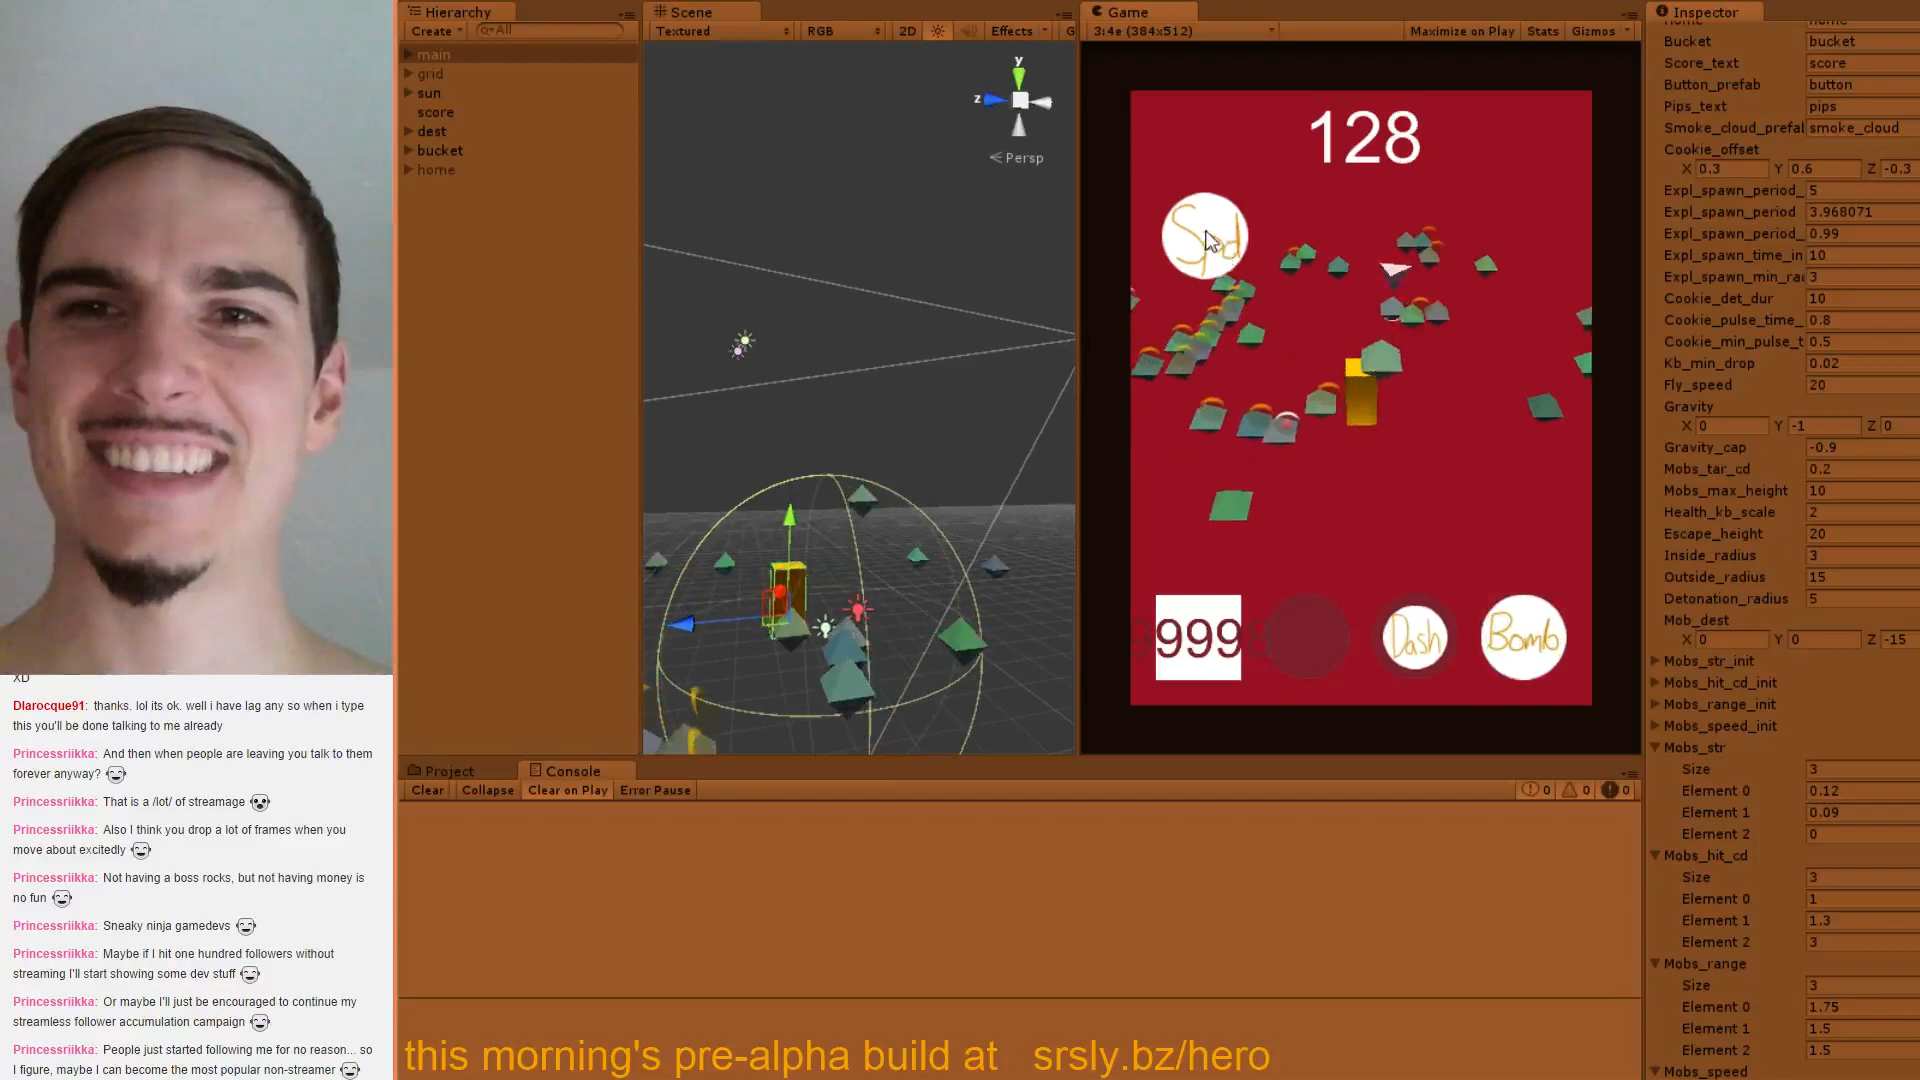 Hierarchy
Create
All
main
grid
sun
score
dest
bucket
home
Scene
Textured
RGB
2D
Effects
G
y
z
Persp
Game
3:4e (384x512)
Maximize on Play
Stats
Gizmos
128
Spd
9999
Dash
Bomb
Inspector
Bucket
bucket
Score_text
score
Button_prefab
button
Pips_text
pips
Smoke_cloud_prefal
smoke_cloud
Cookie_offset
X 0.3 Y 0.6 Z -0.3
Expl_spawn_period_
5
Expl_spawn_period
3.968071
Expl_spawn_period_
0.99
Expl_spawn_time_in
10
Expl_spawn_min_ra
3
Cookie_det_dur
10
Cookie_pulse_time_
0.8
Cookie_min_pulse_t
0.5
Kb_min_drop
0.02
Fly_speed
20
Gravity
X 0 Y -1 Z 0
Gravity_cap
-0.9
Mobs_tar_cd
0.2
Mobs_max_height
10
Health_kb_scale
2
Escape_height
20
Inside_radius
3
Outside_radius
15
Detonation_radius
5
Mob_dest
X 0 Y 0 Z -15
Mobs_str_init
Mobs_hit_cd_init
Mobs_range_init
Mobs_speed_init
Mobs_str
Size 3
Element 0 0.12
Element 1 0.09
Element 2 0
Mobs_hit_cd
Size 3
Element 0 1
Element 1 1.3
Element 2 3
Mobs_range
Size 3
Element 0 1.75
Element 1 1.5
Element 2 1.5
Mobs_speed
Project
Console
Clear
Collapse
Clear on Play
Error Pause
0
0
0
XD
Dlarocque91: thanks. lol its ok. well i have lag any so when i type
this you'll be done talking to me already
Princessriikka: And then when people are leaving you talk to them
forever anyway?
Princessriikka: That is a /lot/ of streamage
Princessriikka: Also I think you drop a lot of frames when you
move about excitedly
Princessriikka: Not having a boss rocks, but not having money is
no fun
Princessriikka: Sneaky ninja gamedevs
Princessriikka: Maybe if I hit one hundred followers without
streaming I'll start showing some dev stuff
Princessriikka: Or maybe I'll just be encouraged to continue my
streamless follower accumulation campaign
Princessriikka: People just started following me for no reason... so
I figure, maybe I can become the most popular non-streamer
this morning's pre-alpha build at srsly.bz/hero